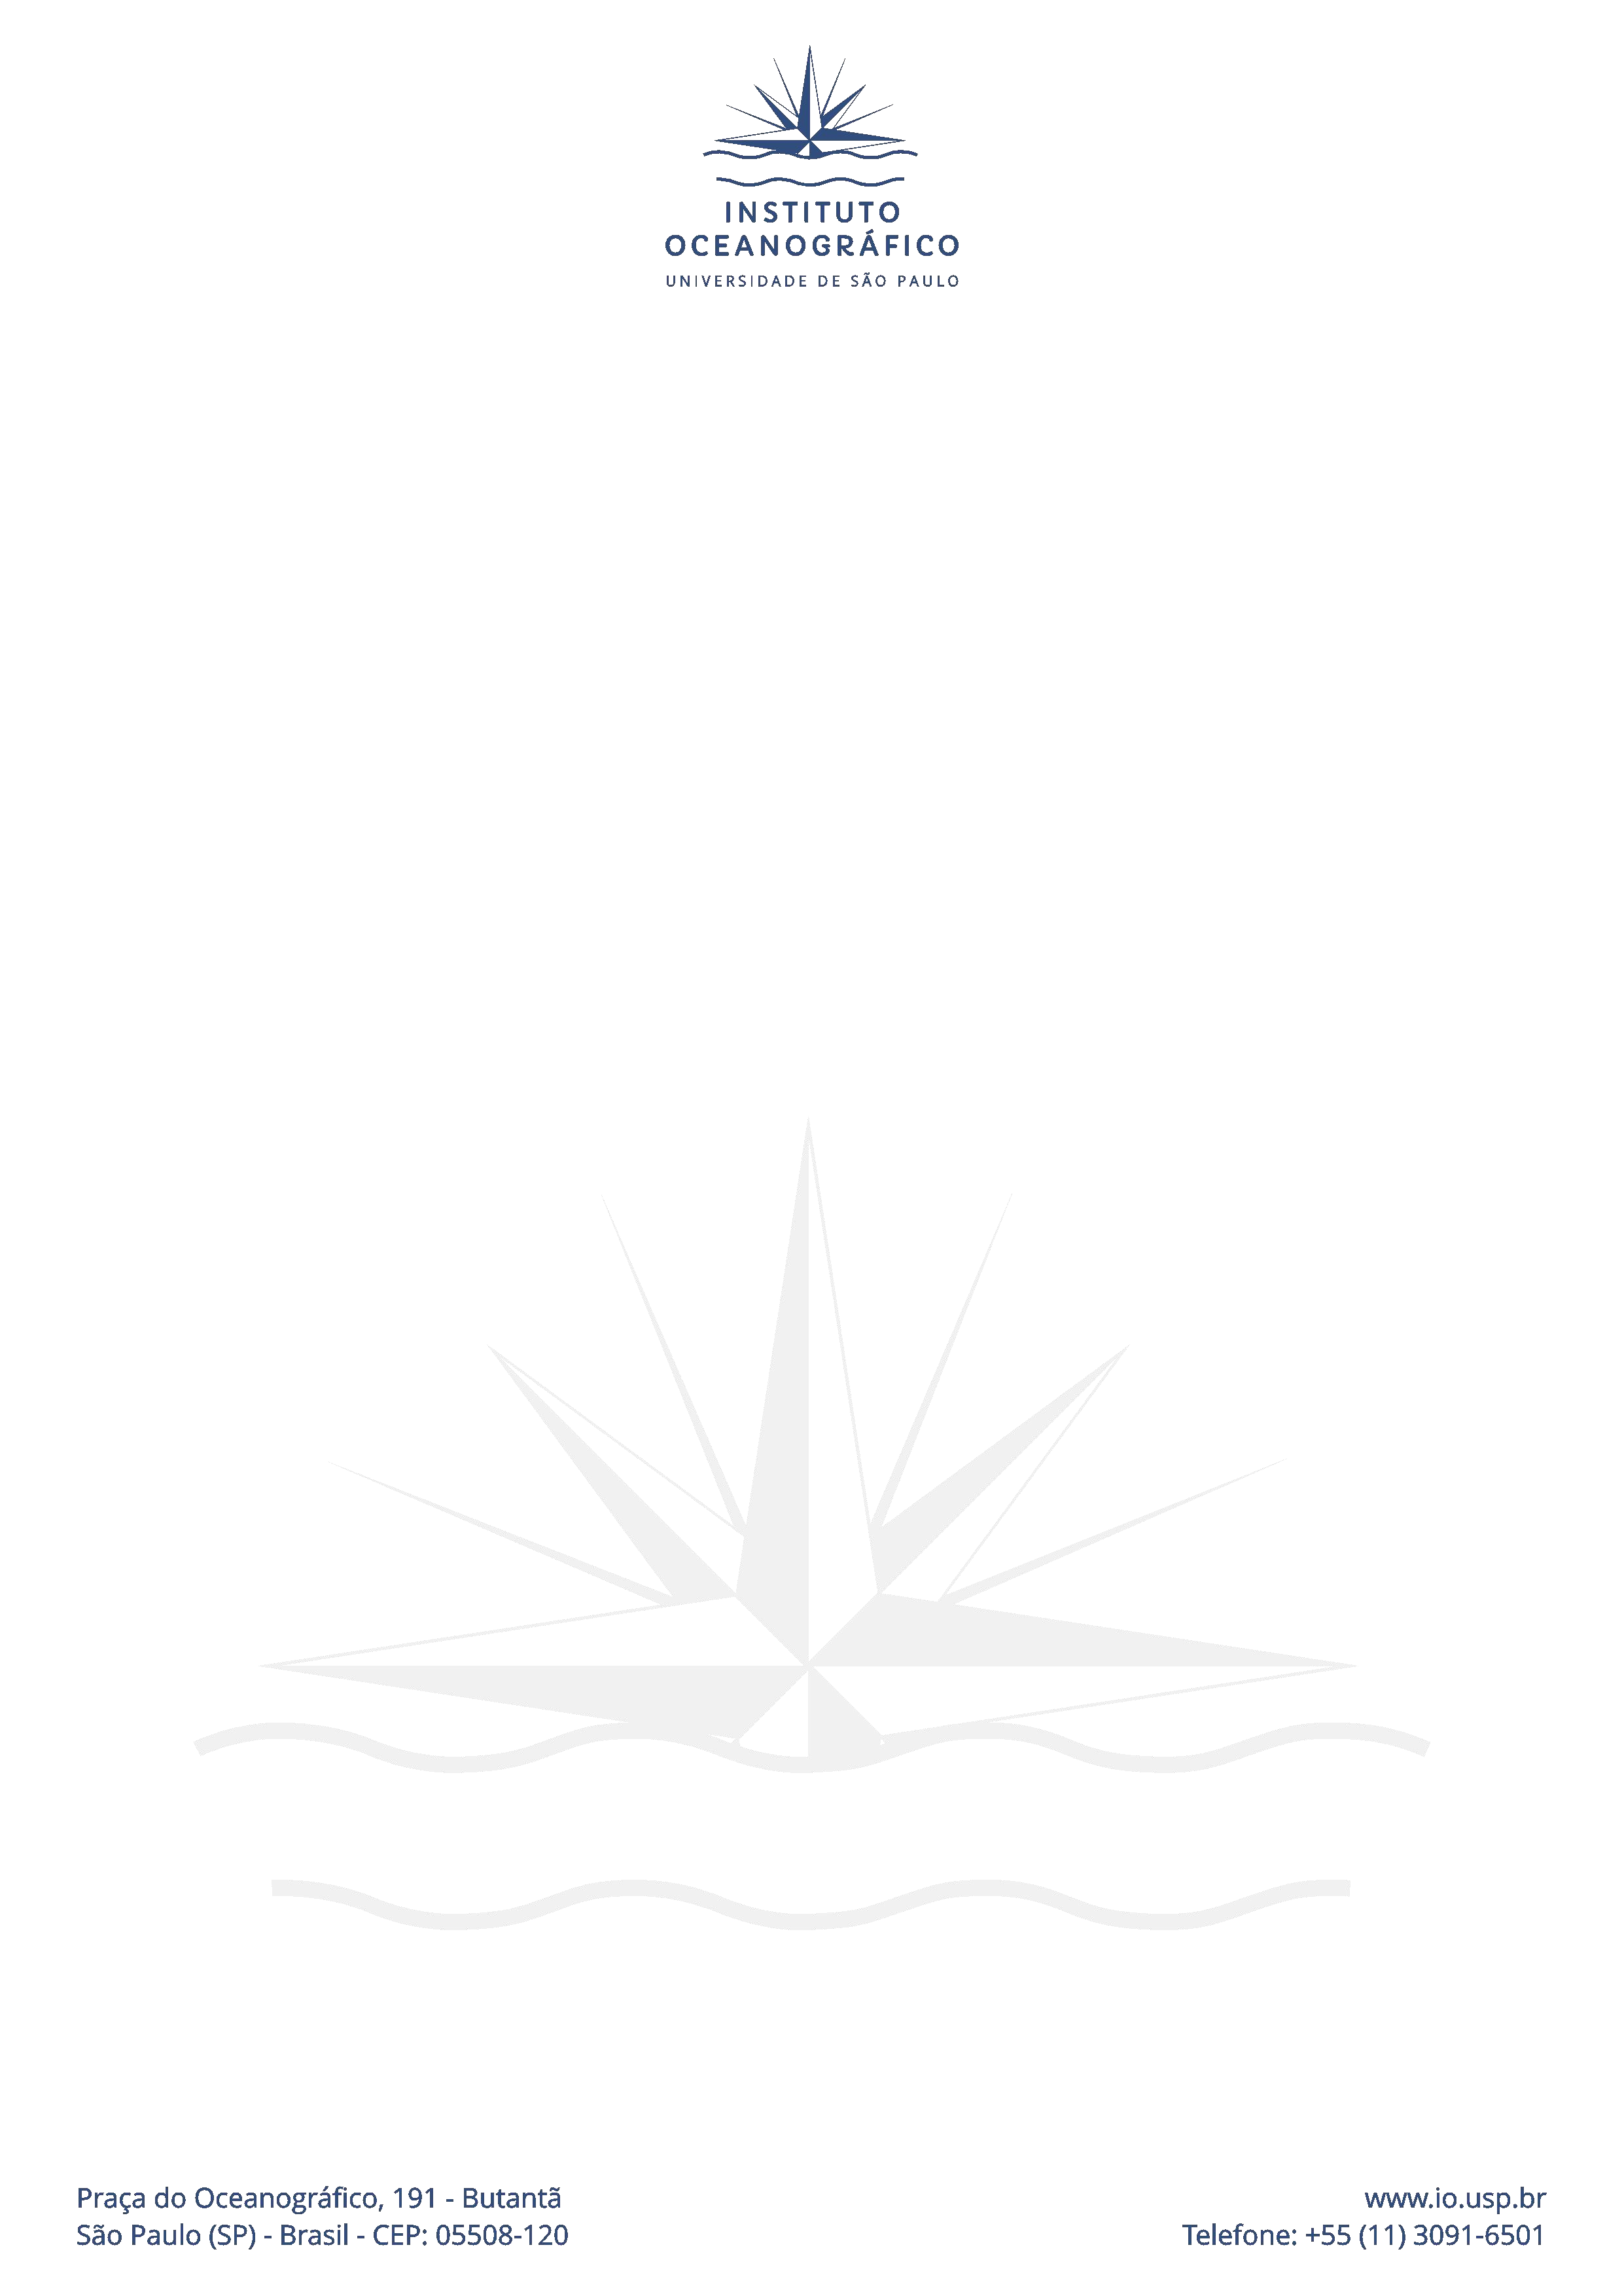 INSTITUTO
OCEANOGRÁFICO
UNIVERSIDADE DE SÃO PAULO
Praça do Oceanográfico, 191 - Butantã
São Paulo (SP) - Brasil - CEP: 05508-120
www.io.usp.br
Telefone: +55 (11) 3091-6501